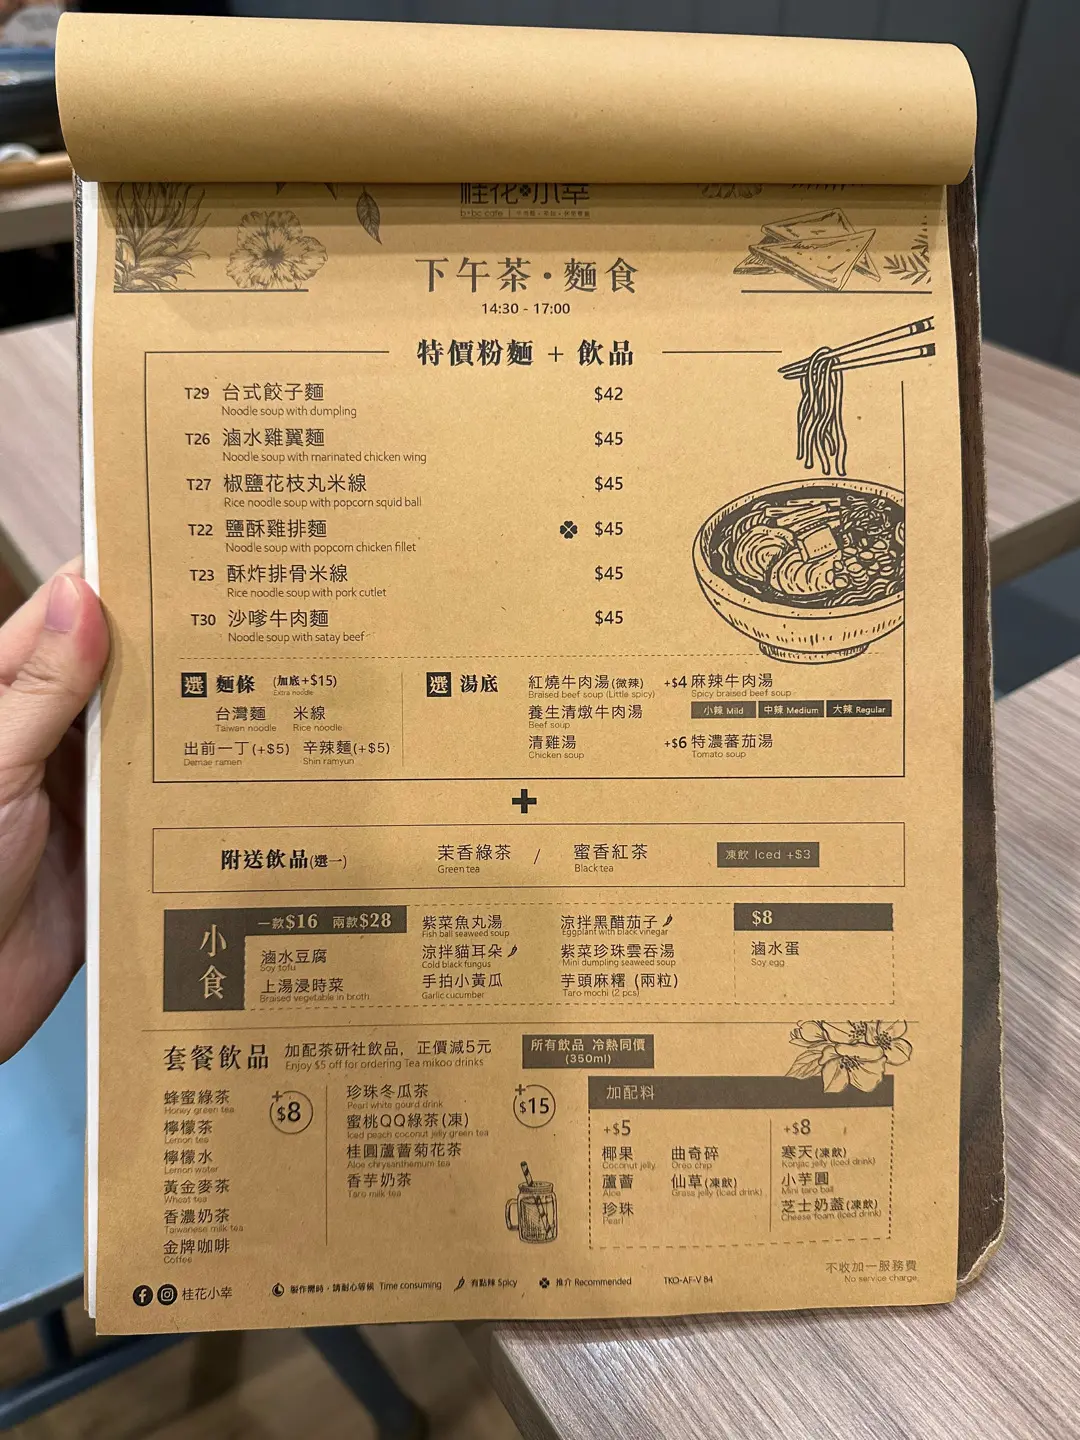 桂花小幸
b+bc cafe
下午茶・麵食
14:30 - 17:00
特價粉麵 + 飲品
T29 台式餃子麵 $42
Noodle soup with dumpling
T26 滷水雞翼麵 $45
Noodle soup with marinated chicken wing
T27 椒鹽花枝丸米線 $45
Rice noodle soup with popcorn squid ball
T22 鹽酥雞排麵 $45
Noodle soup with popcorn chicken fillet
T23 酥炸排骨米線 $45
Rice noodle soup with pork cutlet
T30 沙嗲牛肉麵 $45
Noodle soup with satay beef
選 麵條 (加底+$15)
Extra noodle
台灣麵 米線
Taiwan noodle Rice noodle
出前一丁(+$5) 辛辣麵(+$5)
Demae ramen Shin ramyun
選 湯底
紅燒牛肉湯(微辣)
Braised beef soup (Little spicy)
養生清燉牛肉湯
Beef soup
清雞湯
Chicken soup
+$4 麻辣牛肉湯
Spicy braised beef soup
小辣 Mild 中辣 Medium 大辣 Regular
+$6 特濃蕃茄湯
Tomato soup
+
附送飲品(選一) 茉香綠茶 / 蜜香紅茶 凍飲 Iced +$3
Green tea Black tea
小食
一款$16 兩款$28
滷水豆腐
Soy tofu
上湯浸時菜
Braised vegetable in broth
紫菜魚丸湯
Fish ball seaweed soup
涼拌貓耳朵
Cold black fungus
手拍小黃瓜
Garlic cucumber
涼拌黑醋茄子
Eggplant with black vinegar
紫菜珍珠雲吞湯
Mini dumpling seaweed soup
芋頭麻糬 (兩粒)
Taro mochi (2 pcs)
$8
滷水蛋
Soy egg
套餐飲品 加配茶研社飲品, 正價減5元
Enjoy $5 off for ordering Tea mikoo drinks
所有飲品 冷熱同價
(350ml)
+$8
蜂蜜綠茶
Honey green tea
檸檬茶
Lemon tea
檸檬水
Lemon water
黃金麥茶
Wheat tea
香濃奶茶
Taiwanese milk tea
金牌咖啡
Coffee
+$15
珍珠冬瓜茶
Pearl white gourd drink
蜜桃QQ綠茶(凍)
Iced peach coconut jelly green tea
桂圓蘆薈菊花茶
Aloe chrysanthemum tea
香芋奶茶
Taro milk tea
加配料
+$5
椰果
Coconut jelly
蘆薈
Aloe
珍珠
Pearl
曲奇碎
Oreo chip
仙草(凍飲)
Grass jelly (Iced drink)
+$8
寒天(凍飲)
Konjac jelly (Iced drink)
小芋圓
Mini taro ball
芝士奶蓋(凍飲)
Cheese foam (Iced drink)
不收加一服務費
No service charge
桂花小幸
製作需時，請耐心等候 Time consuming 有點辣 Spicy 推介 Recommended TKO-AF-V B4